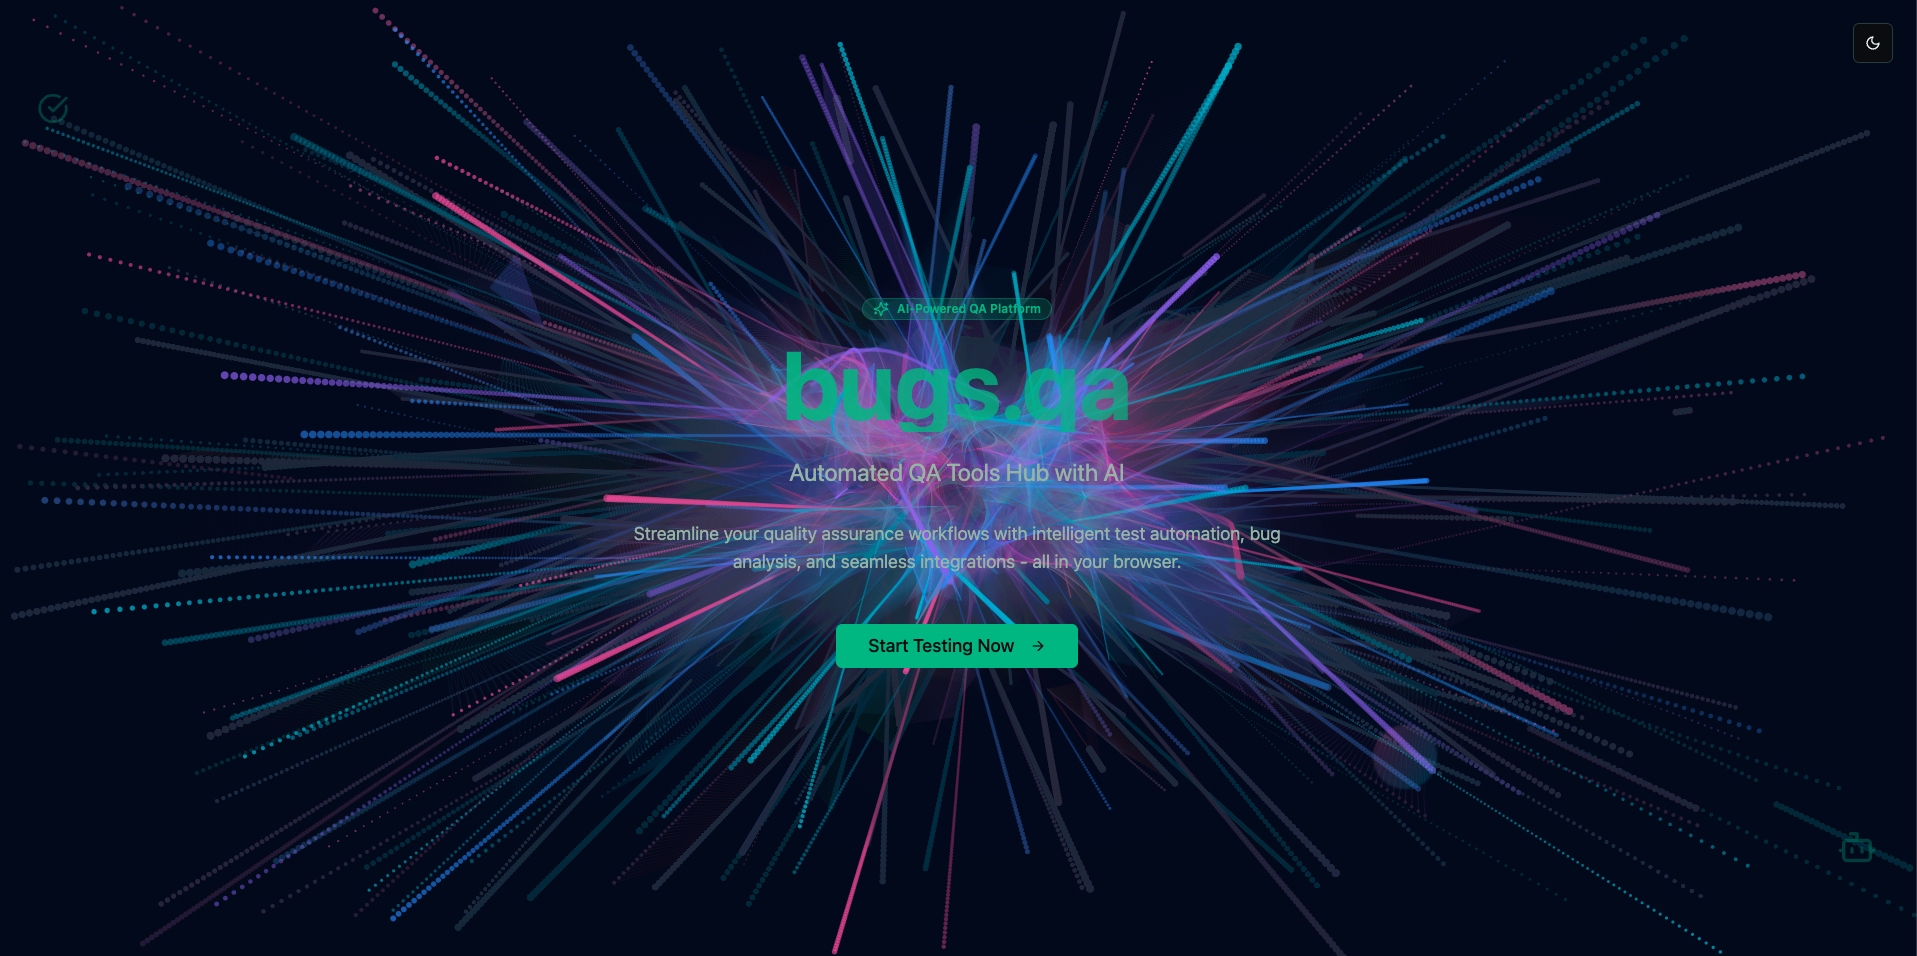 AI-Powered QA Platform
bugs.qa
Automated QA Tools Hub with AI
Streamline your quality assurance workflows with intelligent test automation, bug
analysis, and seamless integrations - all in your browser.
Start Testing Now →